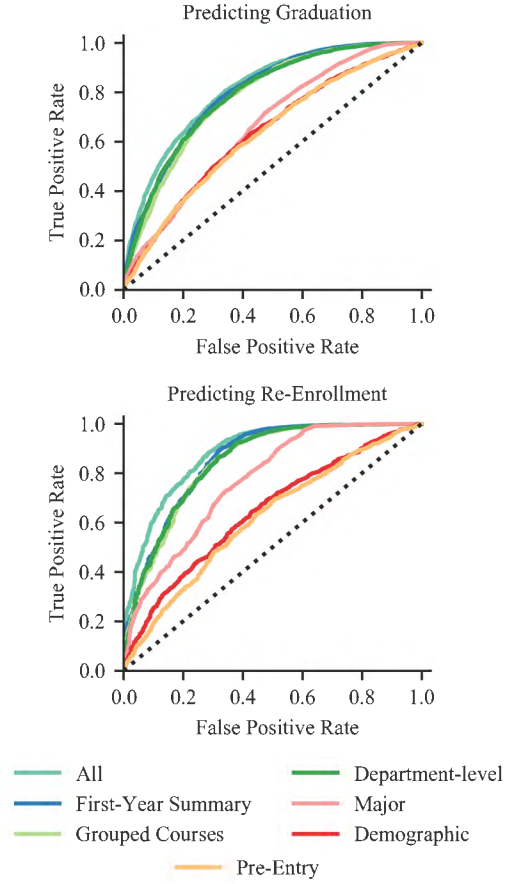 Predicting Graduation
1.0
0.8
0.6
0.4
0.2
0.0
True Positive Rate
0.0 0.2 0.4 0.6 0.8 1.0
False Positive Rate
Predicting Re-Enrollment
1.0
0.8
0.6
0.4
0.2
0.0
True Positive Rate
0.0 0.2 0.4 0.6 0.8 1.0
False Positive Rate
All
Department-level
First-Year Summary
Major
Grouped Courses
Demographic
Pre-Entry